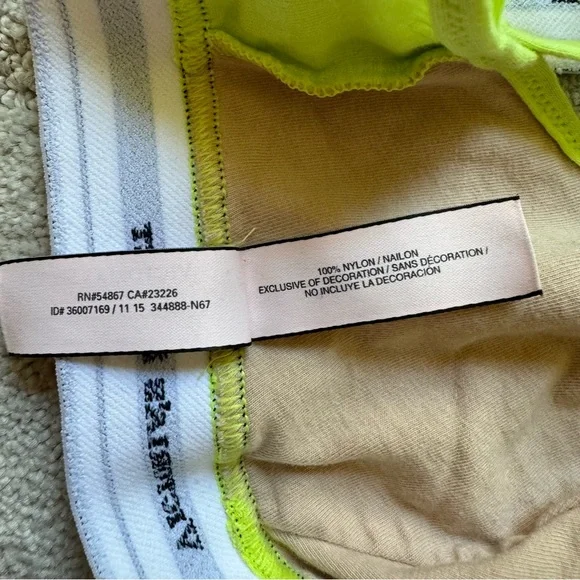 RN#54867 CA#23226
ID# 36007169 / 11 15 344888-N67
100% NYLON / NAILON
EXCLUSIVE OF DECORATION / SANS DÉCORATION /
NO INCLUYE LA DECORACIÓN